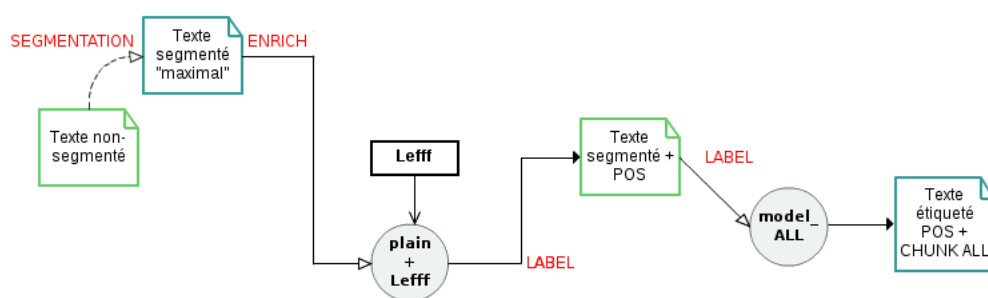 SEGMENTATION
Texte
segmenté
"maximal"
ENRICH
Texte non-
segmenté
Lefff
plain
+
Lefff
LABEL
Texte
segmenté +
POS
LABEL
model_
ALL
Texte
étiqueté
POS +
CHUNK ALL